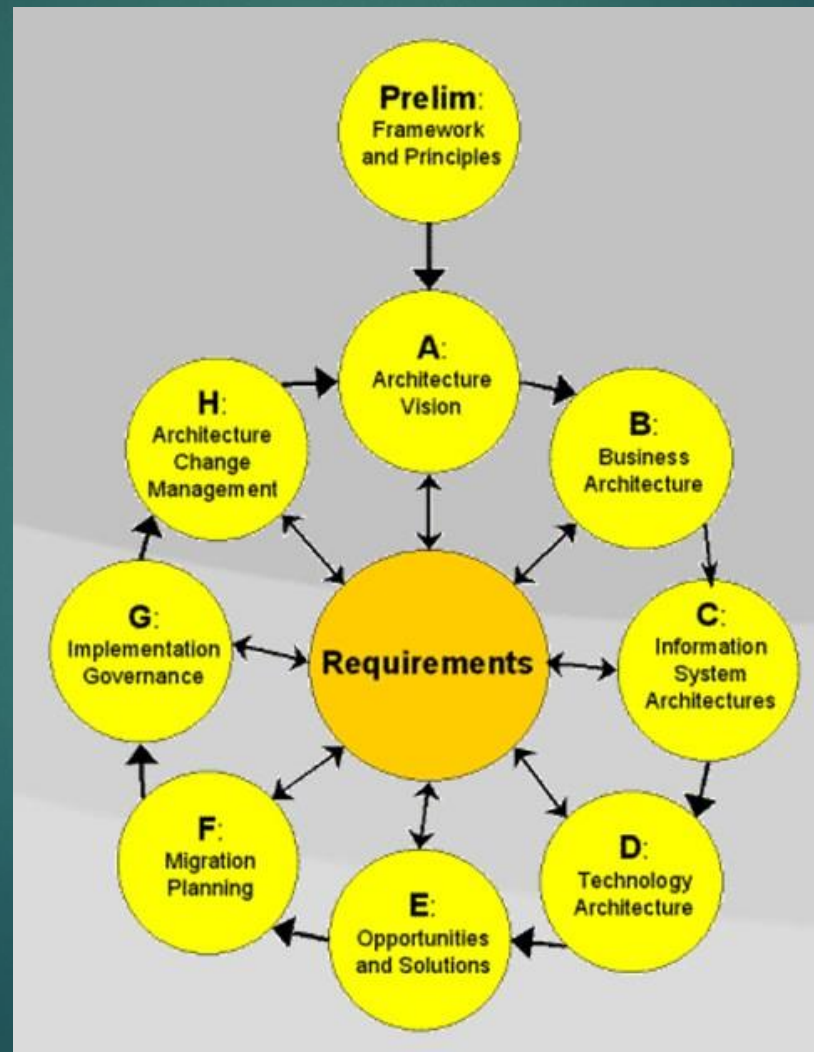 Prelim:
Framework
and Principles
A:
Architecture
Vision
B:
Business
Architecture
C:
Information
System
Architectures
D:
Technology
Architecture
E:
Opportunities
and Solutions
F:
Migration
Planning
G:
Implementation
Governance
H:
Architecture
Change
Management
Requirements